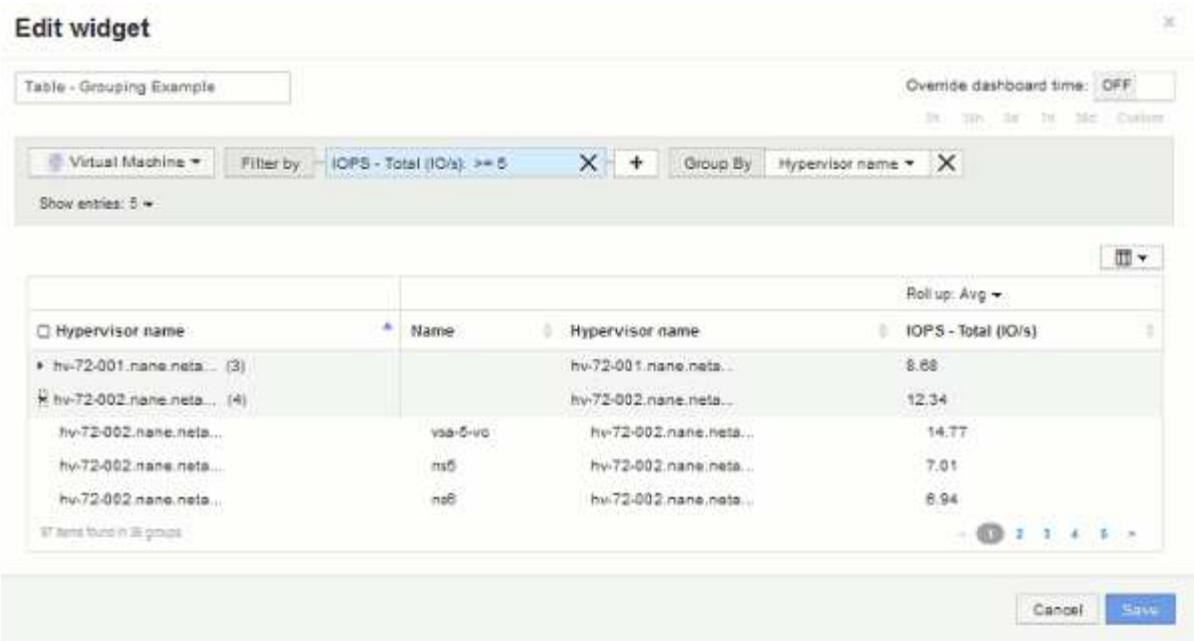 Edit widget
Table - Grouping Example
Override dashboard time: OFF
Custom
Virtual Machine Filter by IOPS - Total (IO/s) >= 5 Group By Hypervisor name
Show entries: 5
Roll up: Avg
Hypervisor name Name Hypervisor name IOPS - Total (IO/s)
hv-72-001.nane.neta... (3) hv-72-001.nane.neta... 8.68
hv-72-002.nane.neta... (4) hv-72-002.nane.neta... 12.34
hv-72-002.nane.neta... hv-72-002.nane.neta... 14.77
hv-72-002.nane.neta... ns5 hv-72-002.nane.neta... 7.01
hv-72-002.nane.neta... ns6 hv-72-002.nane.neta... 6.94
items found in groups 1 2 3 4 5
Cancel Save